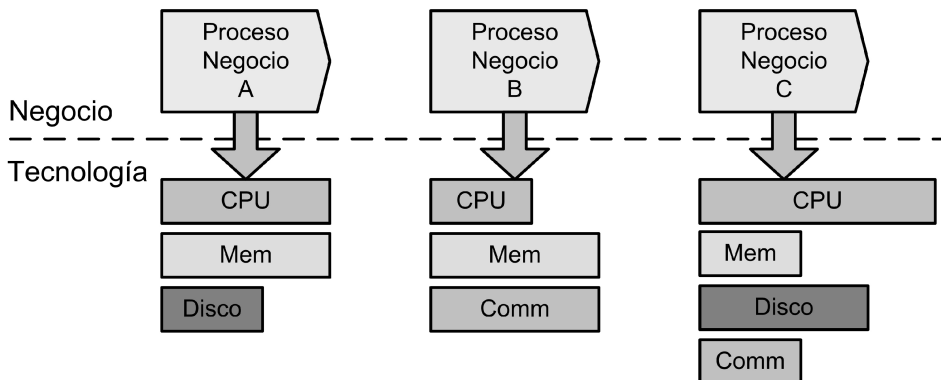 Proceso
Negocio
A
Proceso
Negocio
B
Proceso
Negocio
C
Negocio
Tecnología
CPU
CPU
CPU
Mem
Mem
Mem
Disco
Comm
Disco
Comm